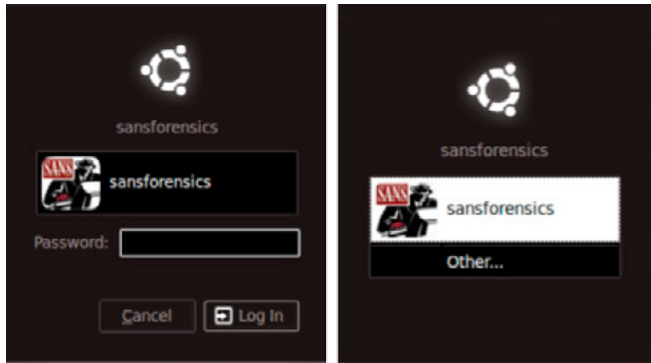 sansforensics
SANS
sansforensics
Password:
Cancel
Log In
sansforensics
SANS
sansforensics
Other...